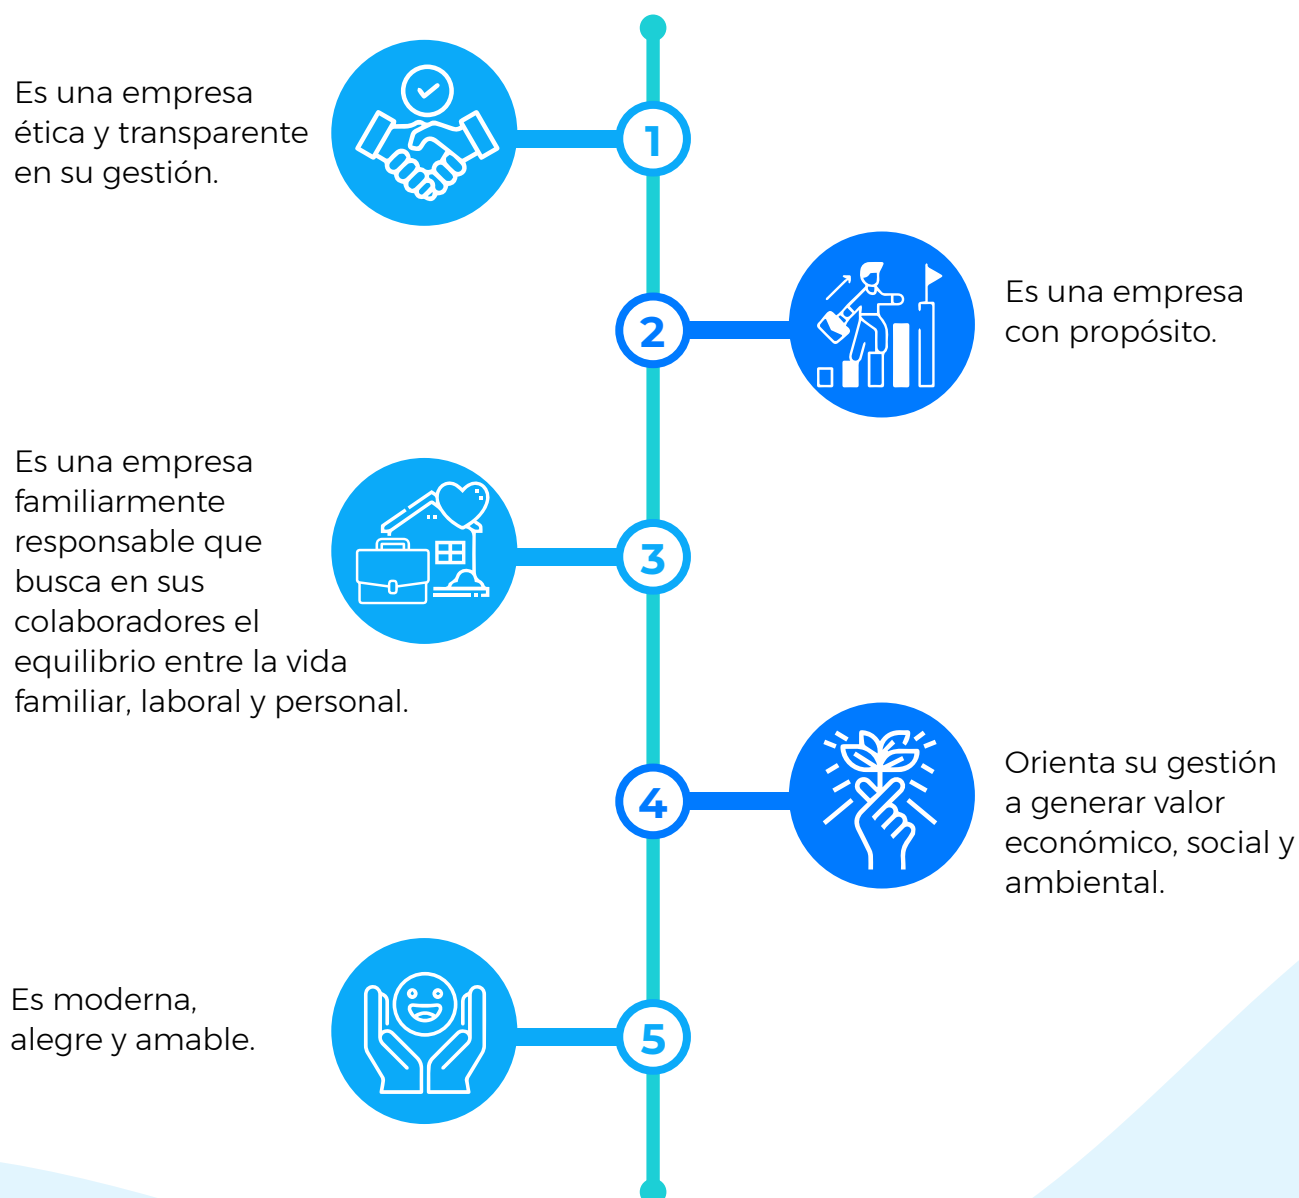 Es una empresa
ética y transparente
en su gestión.
1
2
Es una empresa
con propósito.
Es una empresa
familiarmente
responsable que
busca en sus
colaboradores el
equilibrio entre la vida
familiar, laboral y personal.
3
4
Orienta su gestión
a generar valor
económico, social y
ambiental.
Es moderna,
alegre y amable.
5